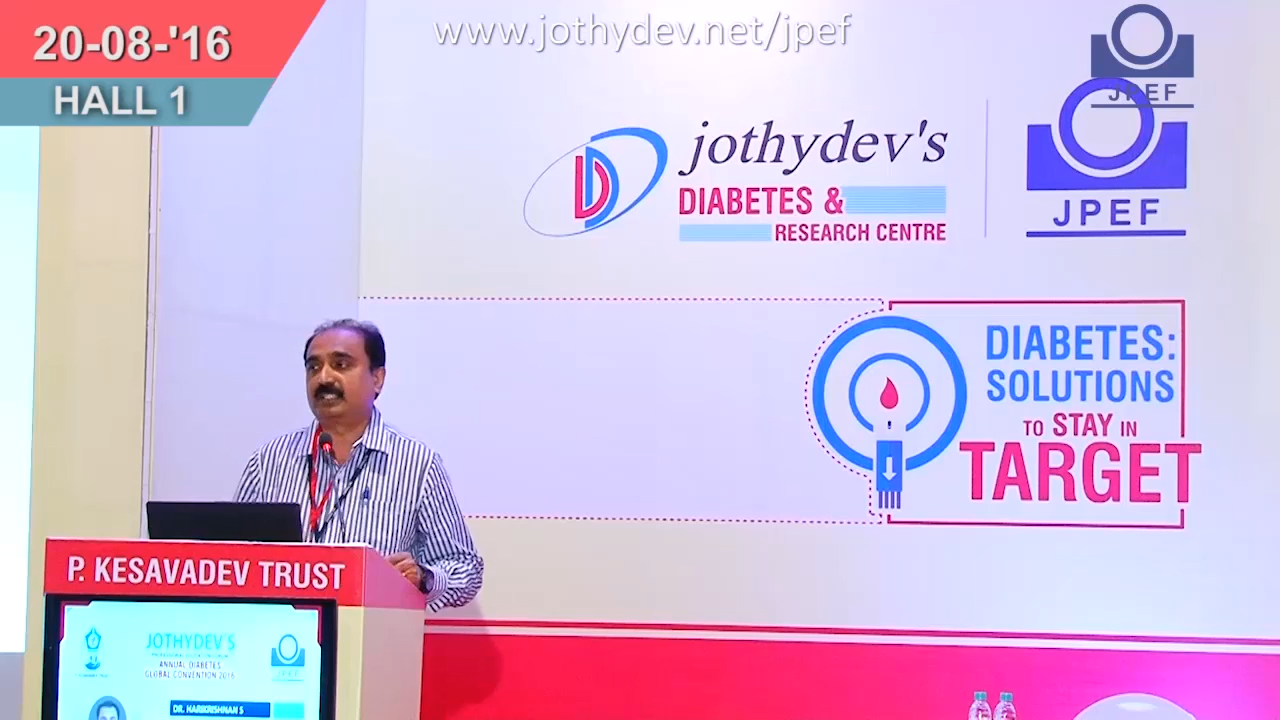 20-08-'16
HALL 1
www.jothydev.net/jpef
JPEF
jothydev's
DIABETES &
RESEARCH CENTRE
JPEF
DIABETES:
SOLUTIONS
TO STAY IN
TARGET
P. KESAVADEV TRUST
JOTHYDEV'S
ANNUAL DIABETES
GLOBAL CONVENTION 2016
JPEF
DR. HARIKRISHNAN S